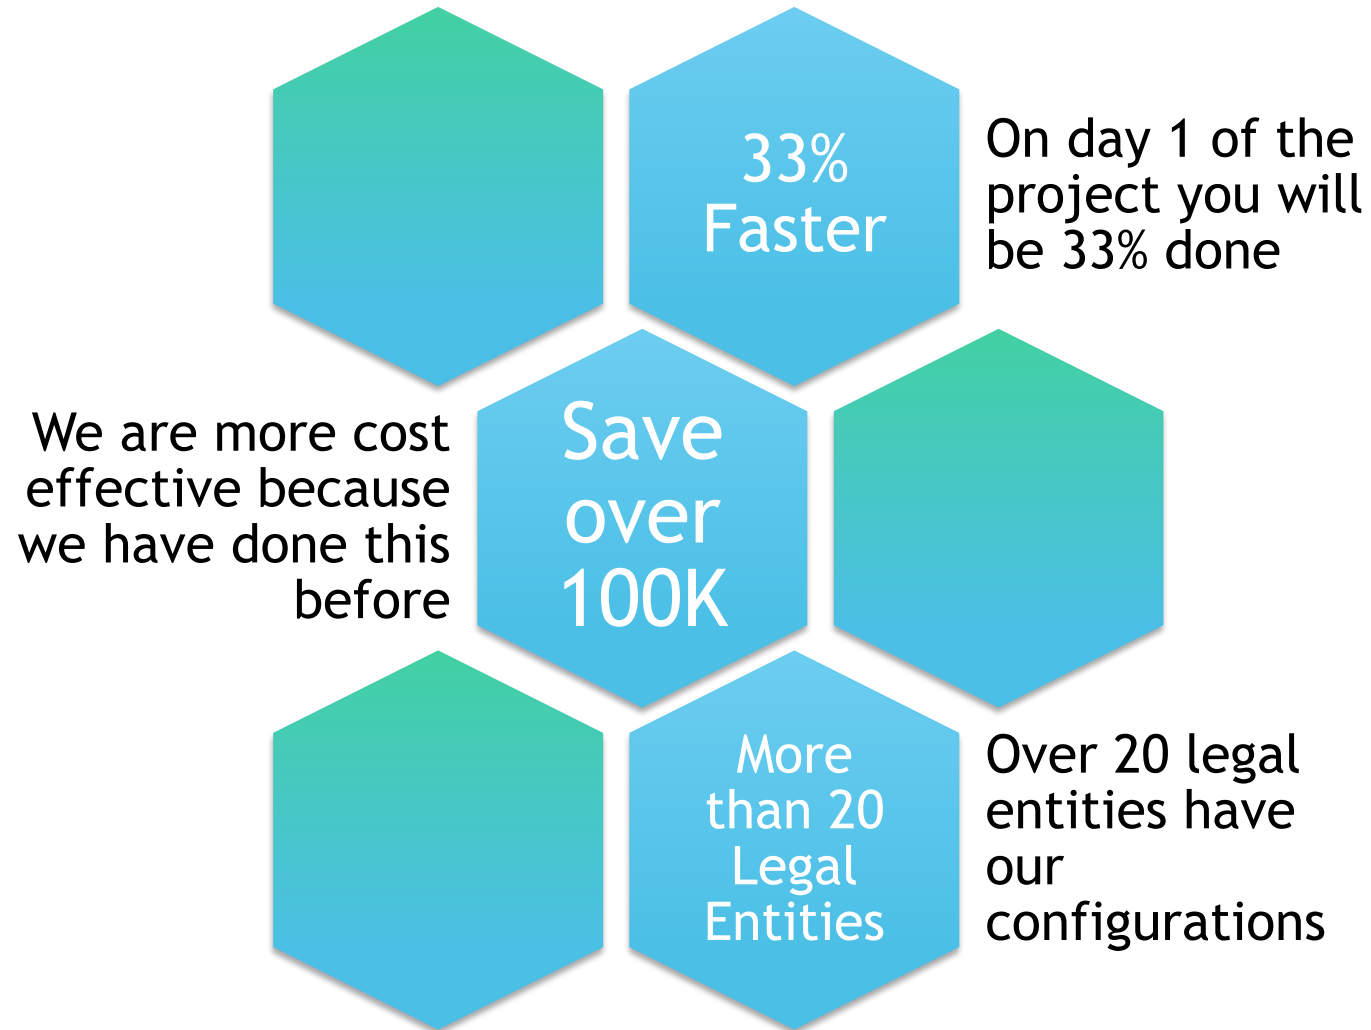 33%
Faster
On day 1 of the
project you will
be 33% done
We are more cost
effective because
we have done this
before
Save
over
100K
More
than 20
Legal
Entities
Over 20 legal
entities have
our
configurations